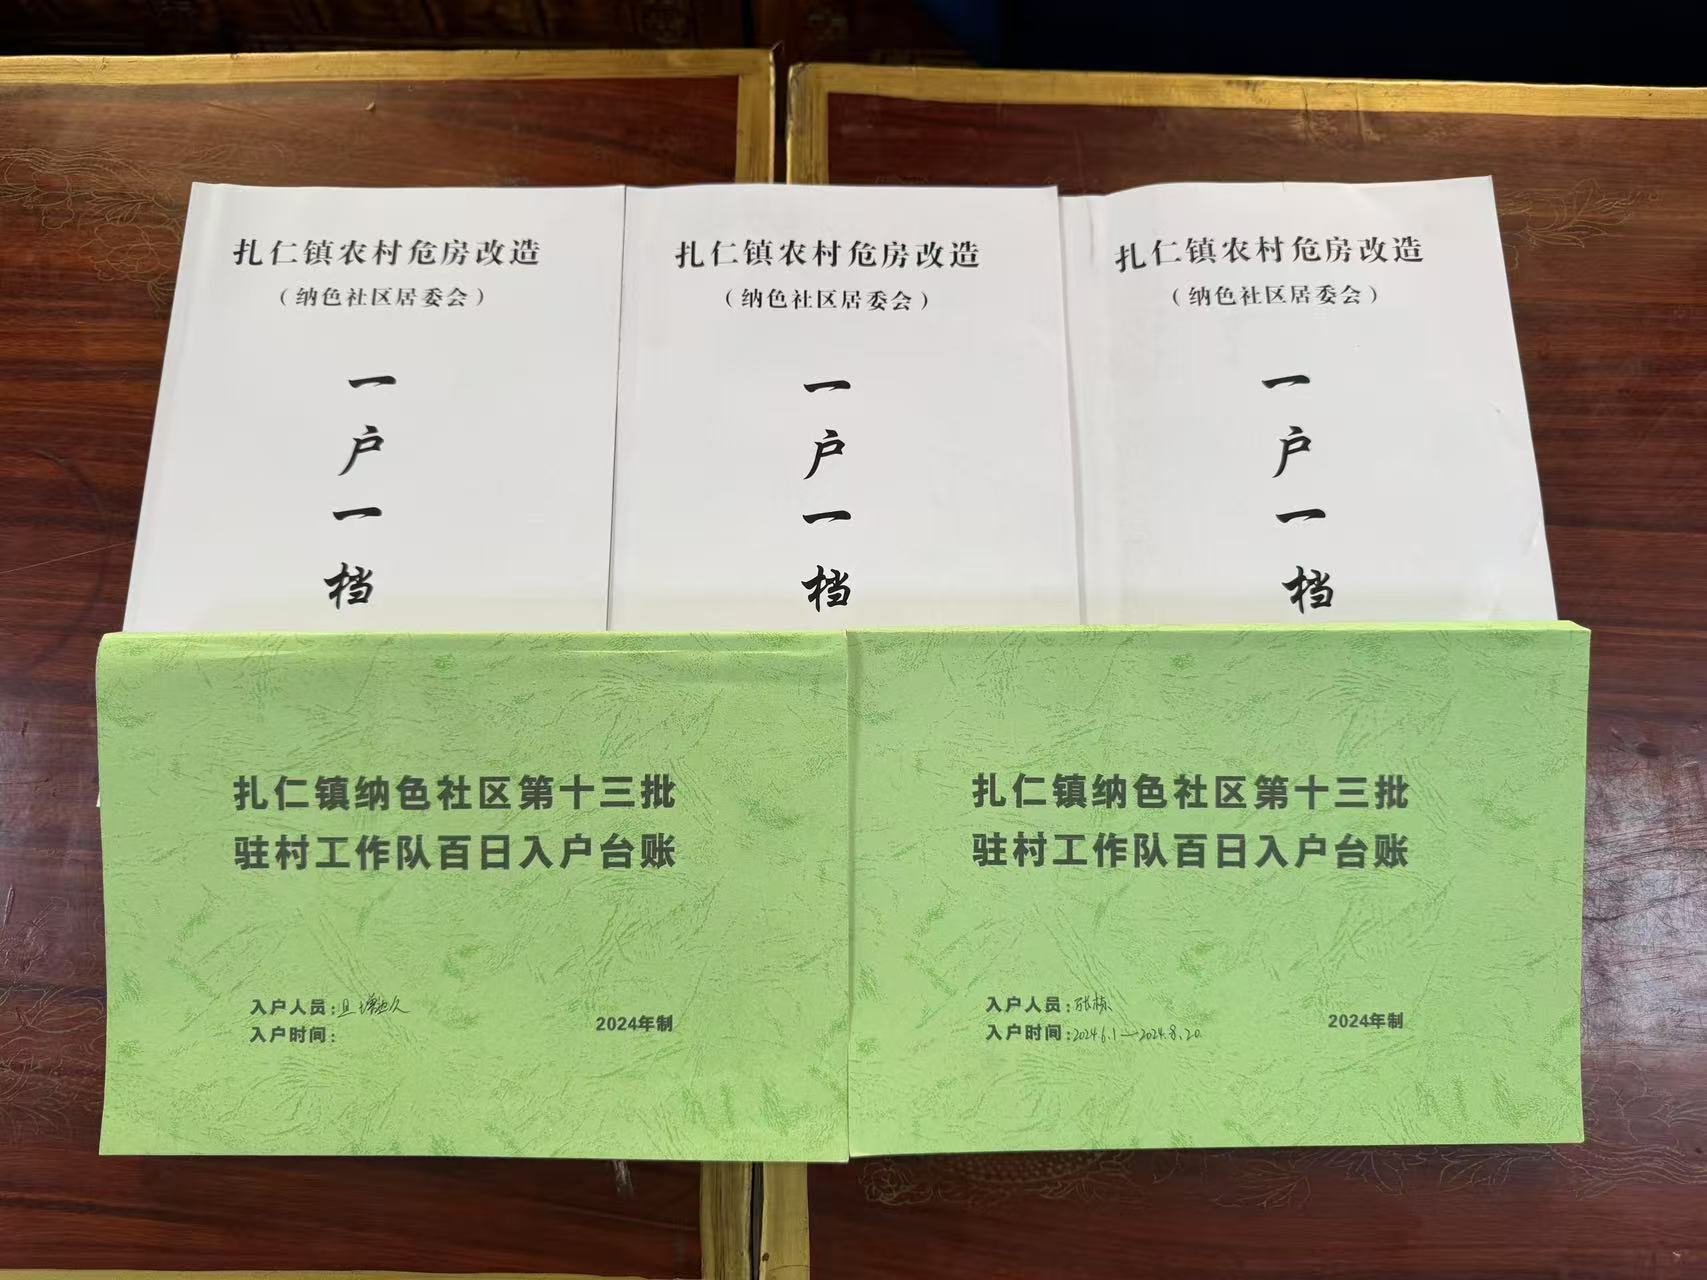 扎仁镇农村危房改造
（纳色社区居委会）
一
户
一
档
扎仁镇农村危房改造
（纳色社区居委会）
一
户
一
档
扎仁镇农村危房改造
（纳色社区居委会）
一
户
一
档
扎仁镇纳色社区第十三批
驻村工作队百日入户台账
入户人员:旦增边久
入户时间:
2024年制
扎仁镇纳色社区第十三批
驻村工作队百日入户台账
入户人员:张栋
入户时间:2024.6.1—2024.8.20.
2024年制